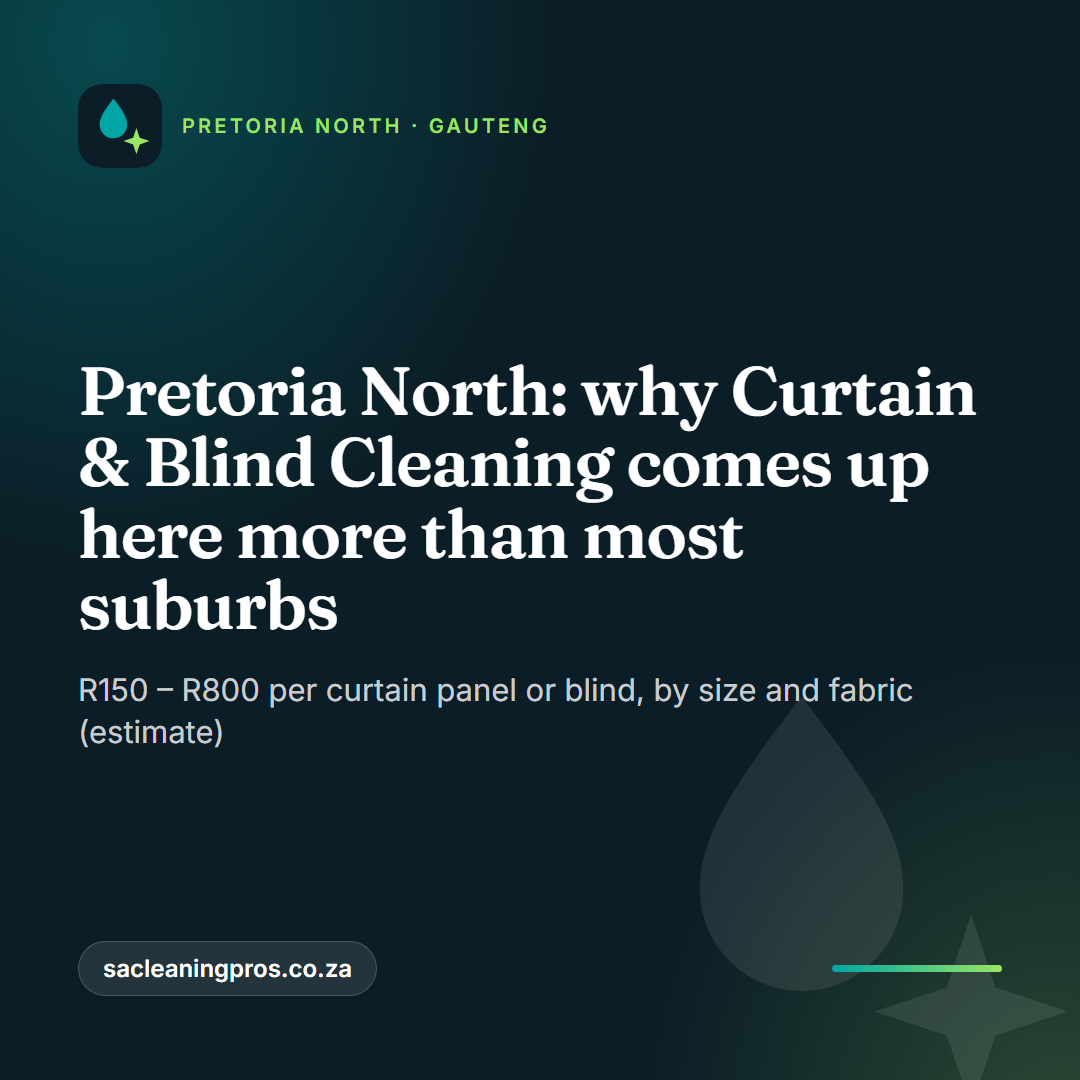 PRETORIA NORTH · GAUTENG
Pretoria North: why Curtain
& Blind Cleaning comes up
here more than most
suburbs
R150 – R800 per curtain panel or blind, by size and fabric
(estimate)
sacleaningpros.co.za